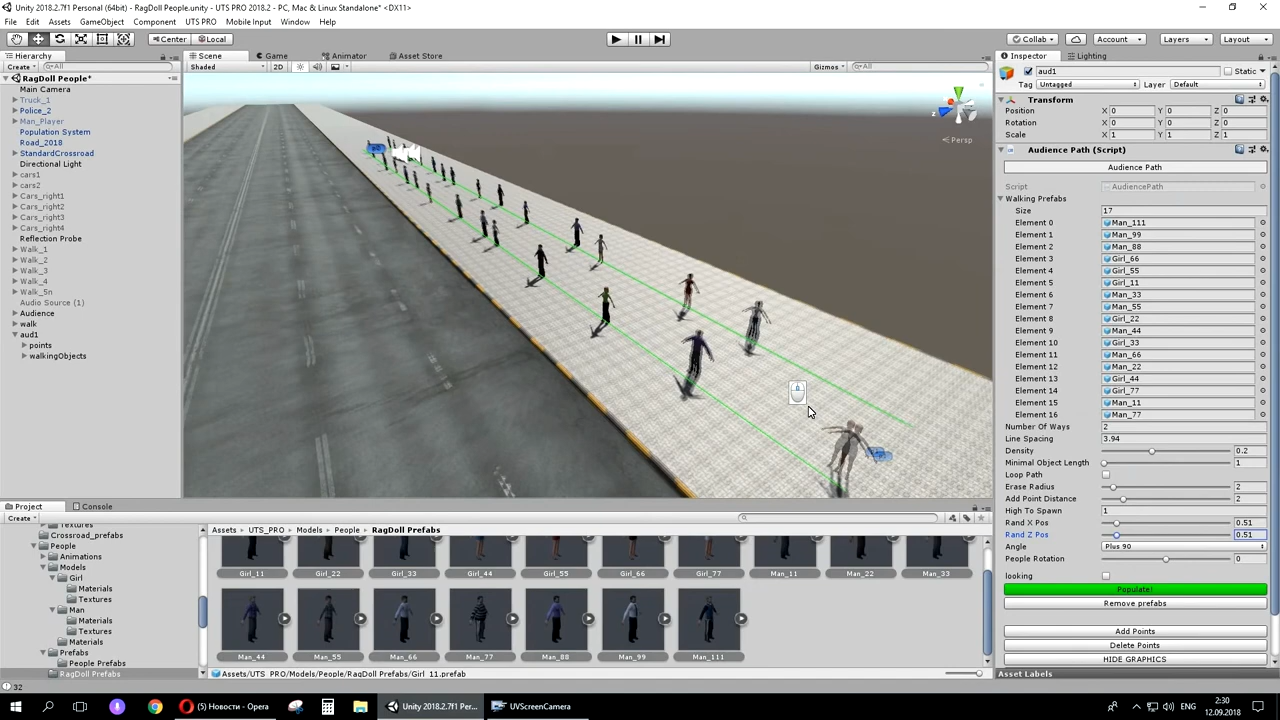 Unity 2018.2.7f1 Personal (64bit) - RagDoll People.unity - UTS PRO 2018.2 - PC, Mac & Linux Standalone* <DX11>
File Edit Assets GameObject Component UTS PRO Mobile Input Window Help
Center Local Collab Account Layers Layout
Hierarchy Scene Game Animator Asset Store Inspector Lighting
Create All Shaded 2D Gizmos All aud1 Static
RagDoll People*
Tag Untagged Layer Default
Main Camera
Truck_1
Police_2
Man_Player
Population System
Road_2018
StandardCrossroad
Directional Light
cars1
cars2
Cars_right1
Cars_right2
Cars_right3
Cars_right4
Reflection Probe
Walk_1
Walk_2
Walk_3
Walk_4
Walk_5n
Audio Source (1)
Audience
walk
aud1
points
walkingObjects
z
Persp
Transform
Position X 0 Y 0 Z 0
Rotation X 0 Y 0 Z 0
Scale X 1 Y 1 Z 1
Audience Path (Script)
Audience Path
Script AudiencePath
Walking Prefabs
Size 17
Element 0 Man_111
Element 1 Man_99
Element 2 Man_88
Element 3 Girl_66
Element 4 Girl_55
Element 5 Girl_11
Element 6 Man_33
Element 7 Man_55
Element 8 Girl_22
Element 9 Man_44
Element 10 Girl_33
Element 11 Man_66
Element 12 Man_22
Element 13 Girl_44
Element 14 Girl_77
Element 15 Man_11
Element 16 Man_77
Number Of Ways 2
Line Spacing 3.94
Density 0.2
Minimal Object Length 1
Loop Path
Erase Radius 2
Add Point Distance 2
High To Spawn 1
Rand X Pos 0.51
Rand Z Pos 0.51
Angle Plus 90
People Rotation 0
looking
Populate!
Remove prefabs
Add Points
Delete Points
HIDE GRAPHICS
Asset Labels
Project Console
Create
Textures
Crossroad_prefabs
People
Animations
Models
Girl
Materials
Textures
Man
Materials
Textures
Materials
Prefabs
People Prefabs
RagDoll Prefabs
Assets UTS_PRO Models People RagDoll Prefabs
Girl_11 Girl_22 Girl_33 Girl_44 Girl_55 Girl_66 Girl_77 Man_11 Man_22 Man_33
Man_44 Man_55 Man_66 Man_77 Man_88 Man_99 Man_111
Assets/UTS_PRO/Models/People/RagDoll Prefabs/Girl_11.prefab
32
(7) Новости - Opera Unity 2018.2.7f1 Per... UVScreenCamera ENG
2:30
12.09.2018